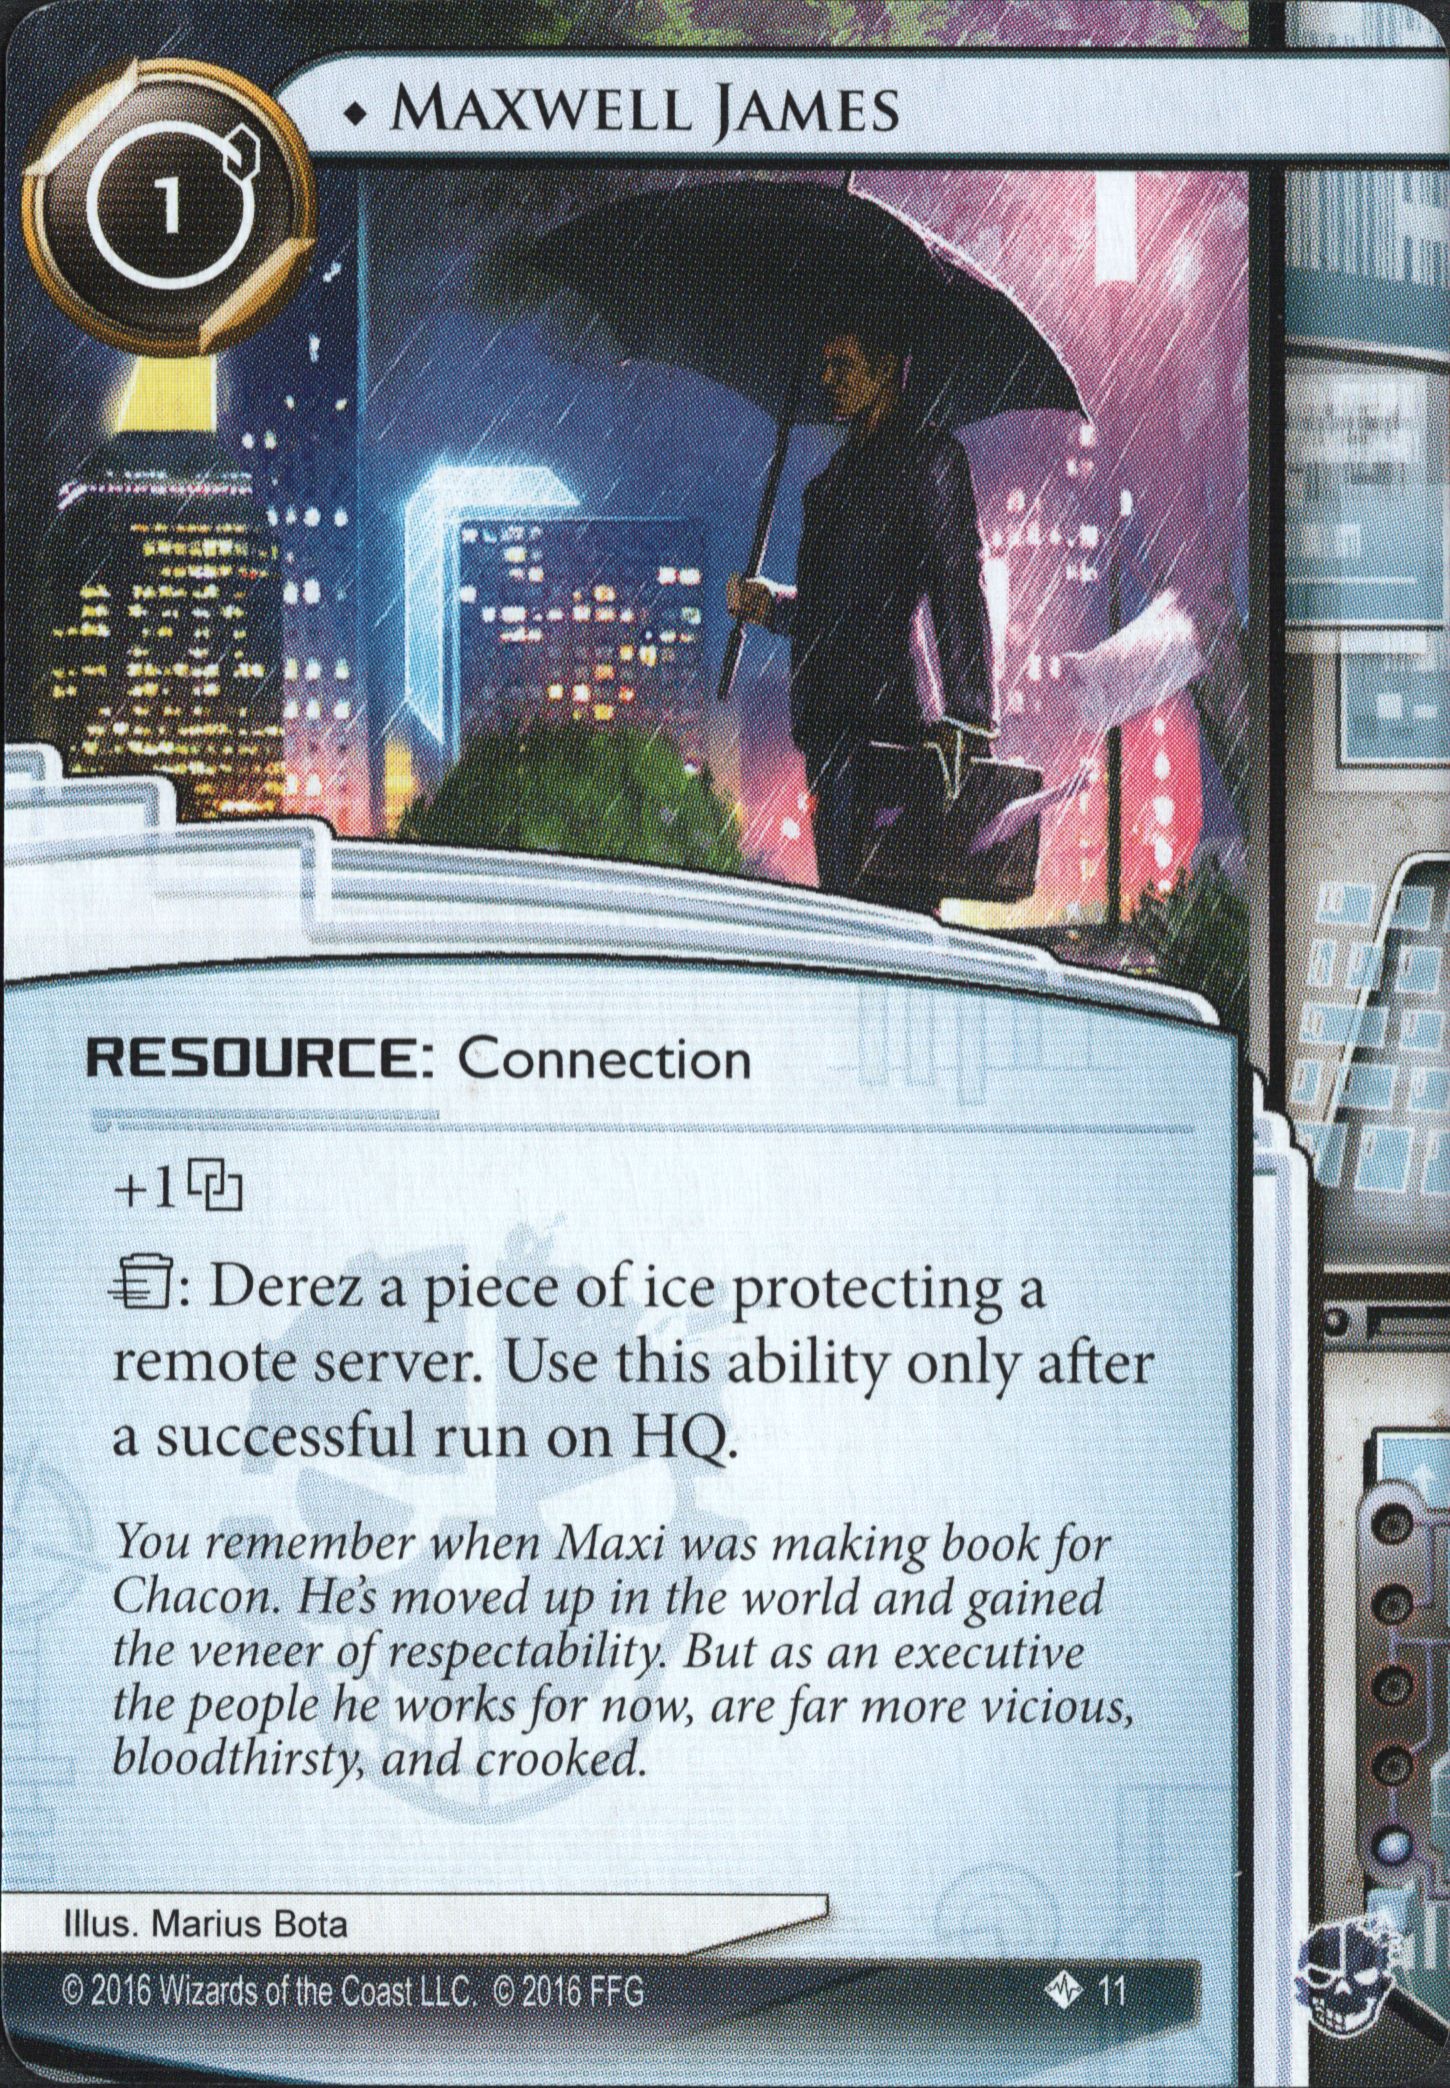 1
◆ MAXWELL JAMES
RESOURCE: Connection
+1
: Derez a piece of ice protecting a
remote server. Use this ability only after
a successful run on HQ.
You remember when Maxi was making book for
Chacon. He's moved up in the world and gained
the veneer of respectability. But as an executive
the people he works for now, are far more vicious,
bloodthirsty, and crooked.
Illus. Marius Bota
© 2016 Wizards of the Coast LLC. © 2016 FFG 11